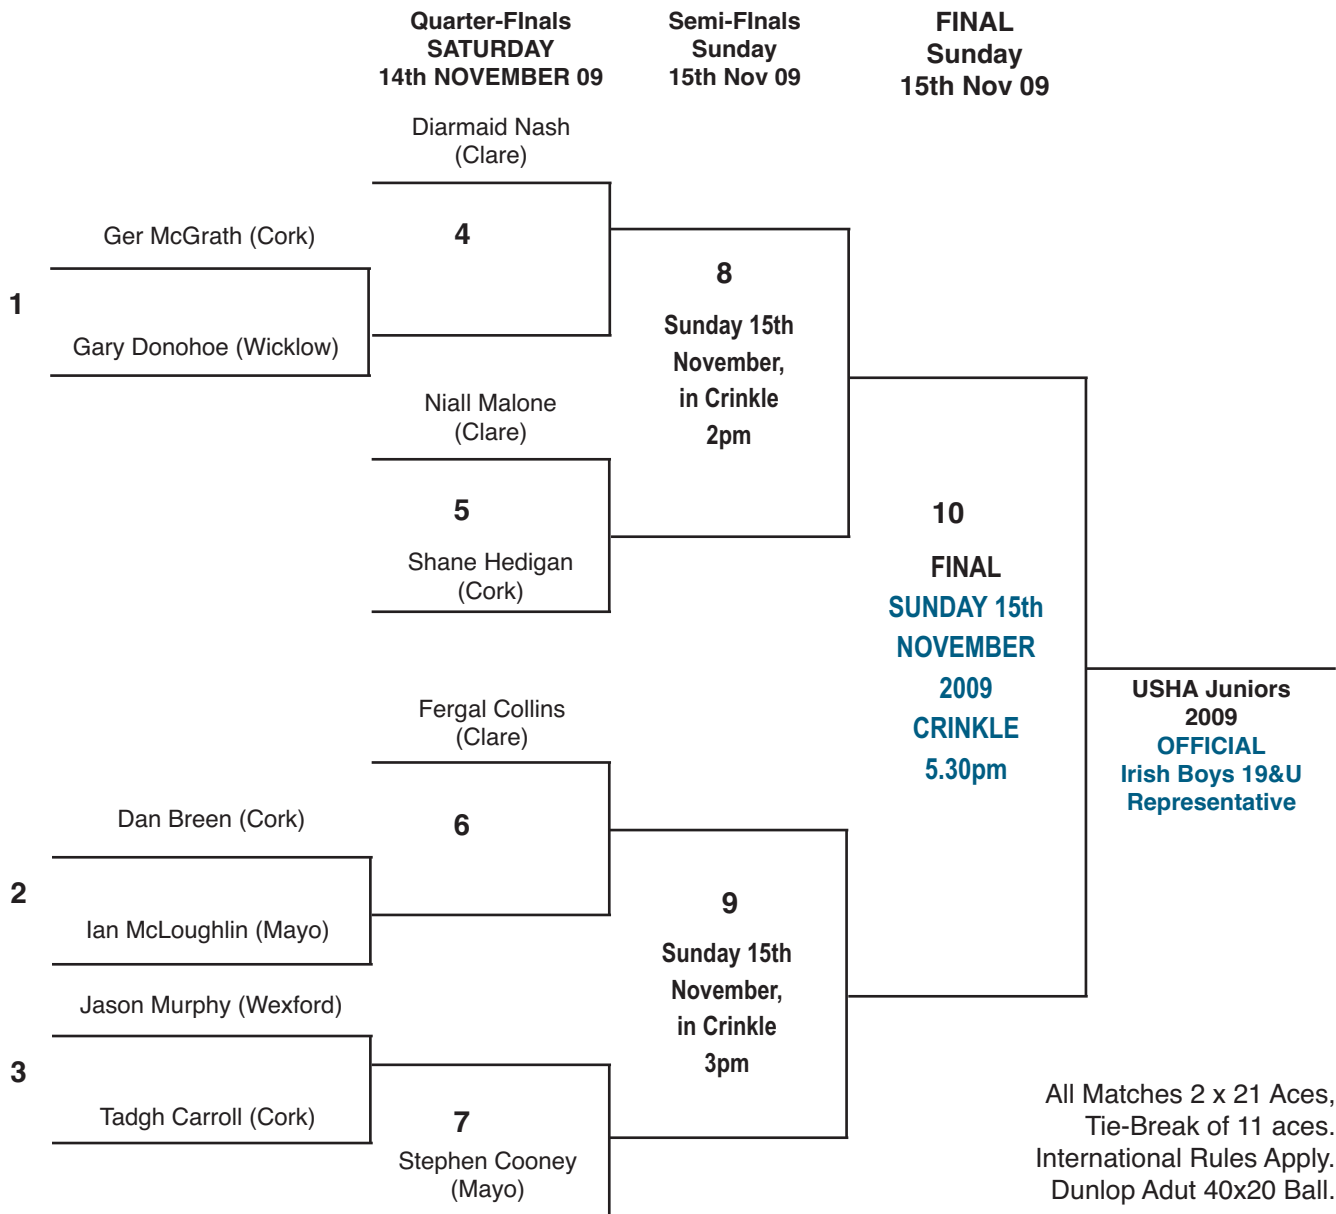 Quarter-FInals
SATURDAY
14th NOVEMBER 09
Semi-FInals
Sunday
15th Nov 09
FINAL
Sunday
15th Nov 09
Diarmaid Nash
(Clare)
4
Ger McGrath (Cork)
1
Gary Donohoe (Wicklow)
8
Sunday 15th
November,
in Crinkle
2pm
Niall Malone
(Clare)
5
Shane Hedigan
(Cork)
10
FINAL
SUNDAY 15th
NOVEMBER
2009
CRINKLE
5.30pm
USHA Juniors
2009
OFFICIAL
Irish Boys 19&U
Representative
Fergal Collins
(Clare)
6
Dan Breen (Cork)
2
Ian McLoughlin (Mayo)
9
Sunday 15th
November,
in Crinkle
3pm
Jason Murphy (Wexford)
3
Tadgh Carroll (Cork)
7
Stephen Cooney
(Mayo)
All Matches 2 x 21 Aces,
Tie-Break of 11 aces.
International Rules Apply.
Dunlop Adut 40x20 Ball.